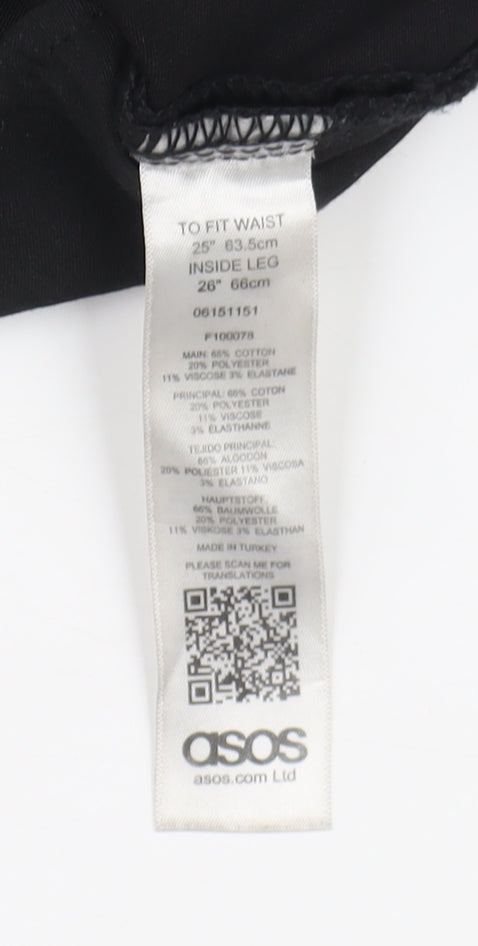 TO FIT WAIST
25" 63.5cm
INSIDE LEG
26" 66cm
06151151
F100078
MAIN: 66% COTTON
20% POLYESTER
11% VISCOSE 3% ELASTANE
PRINCIPAL: 66% COTON
20% POLYESTER
11% VISCOSE
3% ELASTHANNE
TEJIDO PRINCIPAL:
66% ALGODON
20% POLIESTER 11% VISCOSA
3% ELASTANO
HAUPTSTOFF:
66% BAUMWOLLE
20% POLYESTER
11% VISKOSE 3% ELASTHAN
MADE IN TURKEY
PLEASE SCAN ME FOR
TRANSLATIONS
asos
asos.com Ltd